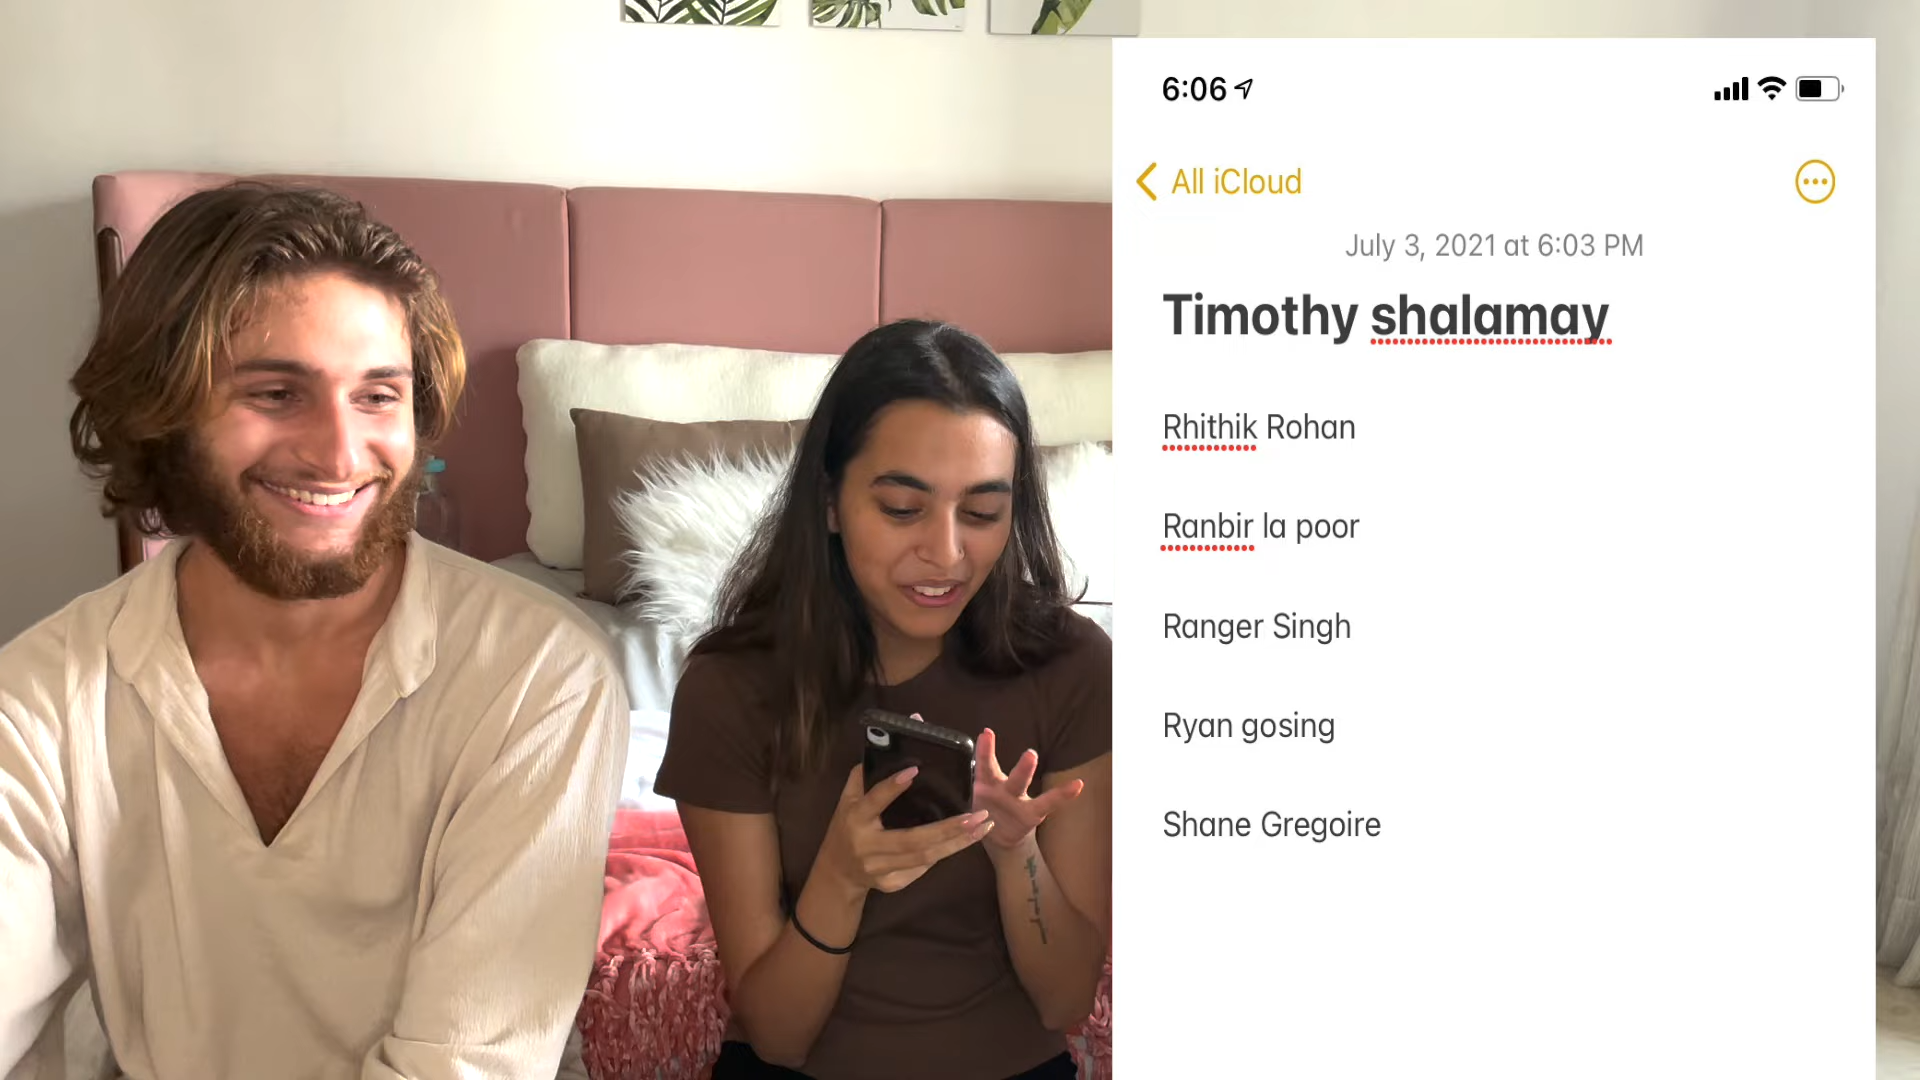 6:06
All iCloud
July 3, 2021 at 6:03 PM
Timothy shalamay
Rhithik Rohan
Ranbir la poor
Ranger Singh
Ryan gosing
Shane Gregoire